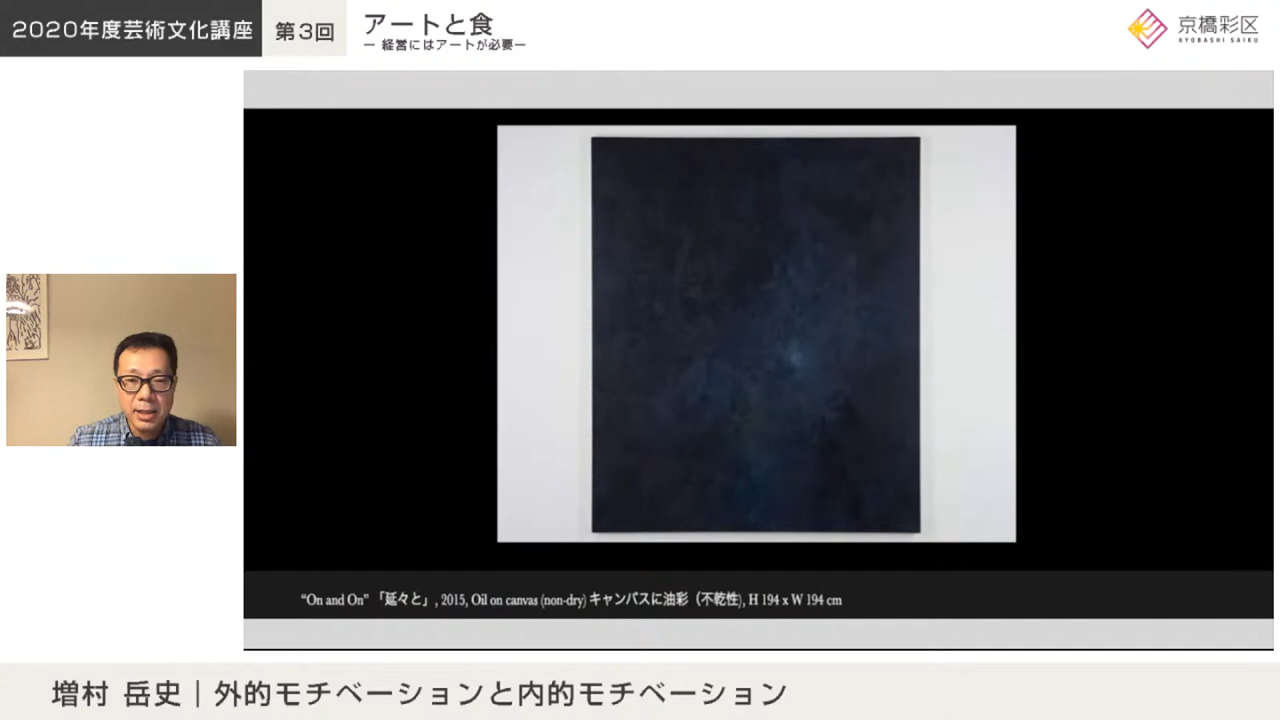 2020年度芸術文化講座
第3回
アートと食
ー 経営にはアートが必要ー
京橋彩区
KYOBASHI SAIKU
“On and On” 「延々と」, 2015, Oil on canvas (non-dry) キャンバスに油彩（不乾性), H 194 x W 194 cm
増村 岳史｜外的モチベーションと内的モチベーション